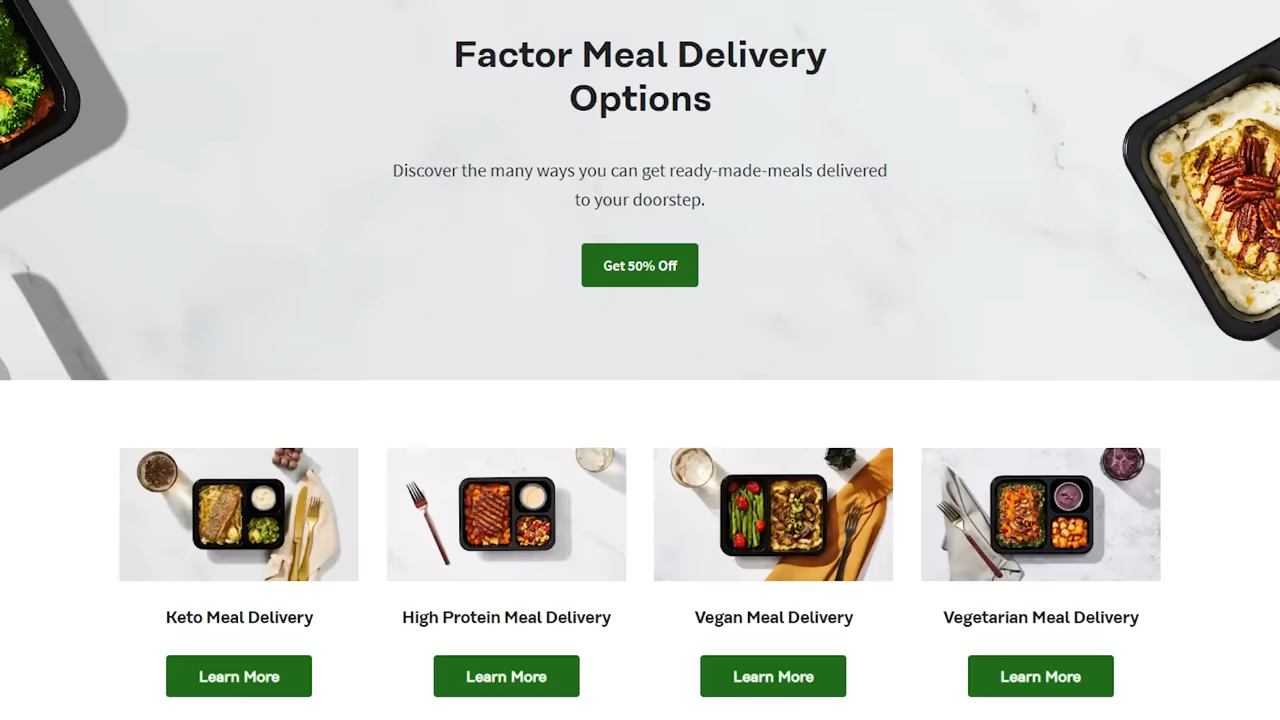 Factor Meal Delivery
Options
Discover the many ways you can get ready-made-meals delivered
to your doorstep.
Get 50% Off
Keto Meal Delivery
High Protein Meal Delivery
Vegan Meal Delivery
Vegetarian Meal Delivery
Learn More
Learn More
Learn More
Learn More